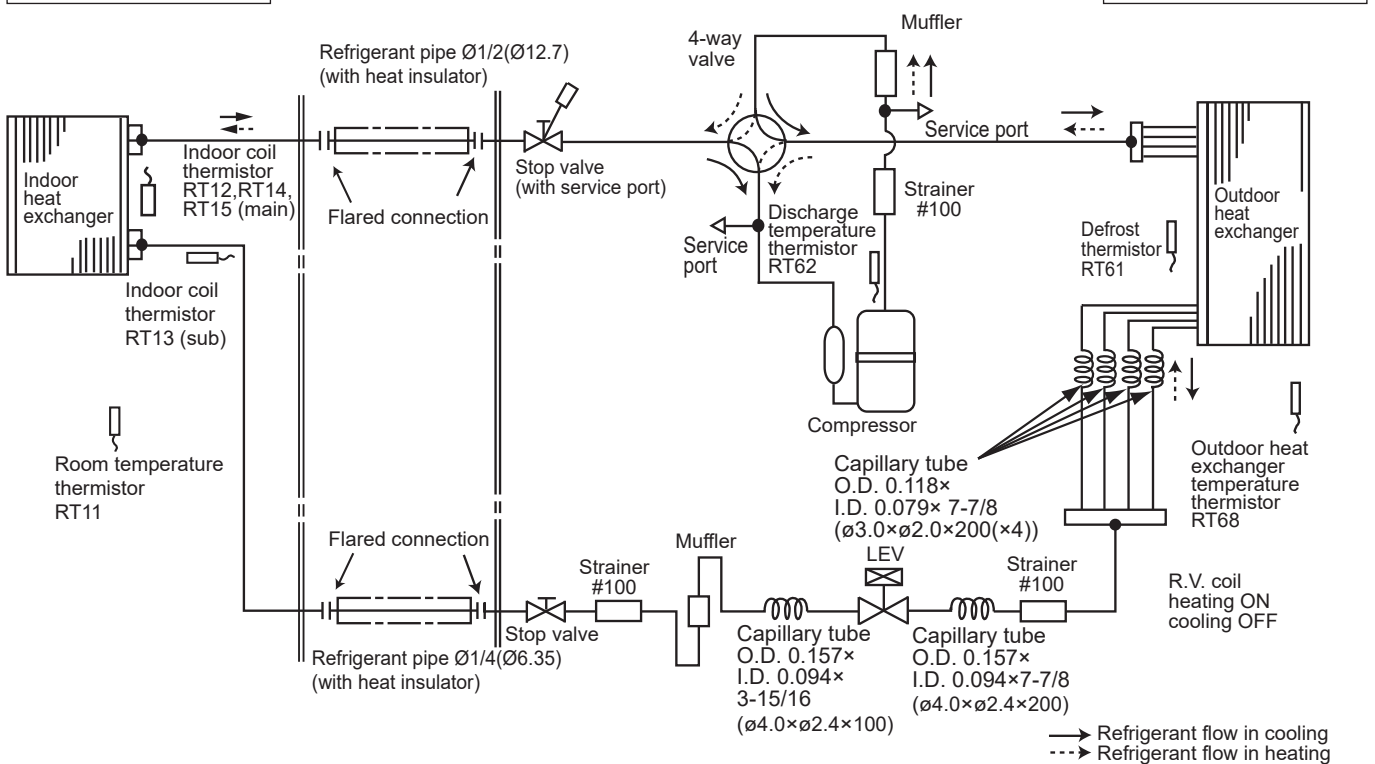 Muffler
4-way
valve
Refrigerant pipe Ø1/2(Ø12.7)
(with heat insulator)
Service port
Indoor coil
thermistor
RT12,RT14,
RT15 (main)
Stop valve
(with service port)
Indoor
heat
exchanger
Strainer
#100
Outdoor
heat
exchanger
Flared connection
Discharge
temperature
thermistor
RT62
Service
port
Defrost
thermistor
RT61
Indoor coil
thermistor
RT13 (sub)
Compressor
Room temperature
thermistor
RT11
Capillary tube
O.D. 0.118×
I.D. 0.079× 7-7/8
(ø3.0×ø2.0×200(×4))
Outdoor heat
exchanger
temperature
thermistor
RT68
Flared connection
Muffler
LEV
Strainer
#100
Strainer
#100
R.V. coil
heating ON
cooling OFF
Stop valve
Capillary tube
O.D. 0.157×
I.D. 0.094×
3-15/16
(ø4.0×ø2.4×100)
Capillary tube
O.D. 0.157×
I.D. 0.094×7-7/8
(ø4.0×ø2.4×200)
Refrigerant pipe Ø1/4(Ø6.35)
(with heat insulator)
Refrigerant flow in cooling
Refrigerant flow in heating